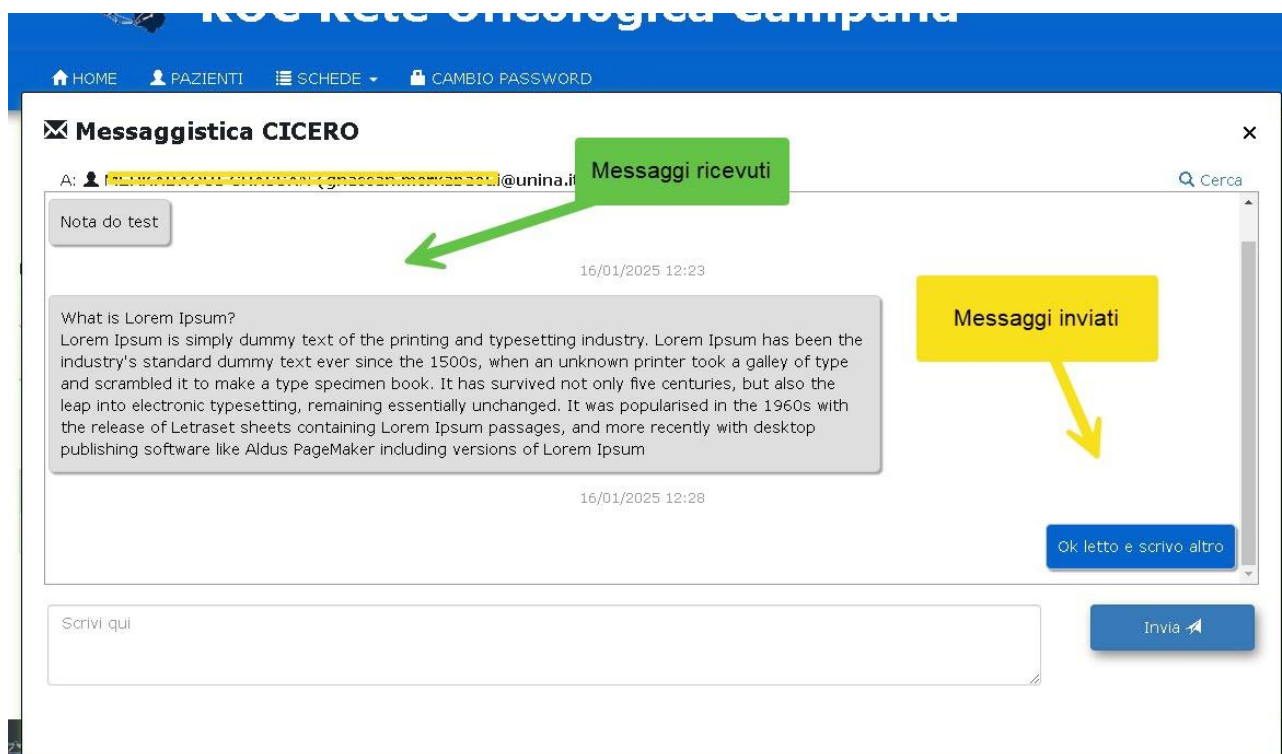 ROC Rete Oncologica Campana
HOME PAZIENTI SCHEDE CAMBIO PASSWORD
Messaggistica CICERO
×
Messaggi ricevuti
A: @unina.it
Cerca
Nota do test
16/01/2025 12:23
Messaggi inviati
What is Lorem Ipsum?
Lorem Ipsum is simply dummy text of the printing and typesetting industry. Lorem Ipsum has been the
industry's standard dummy text ever since the 1500s, when an unknown printer took a galley of type
and scrambled it to make a type specimen book. It has survived not only five centuries, but also the
leap into electronic typesetting, remaining essentially unchanged. It was popularised in the 1960s with
the release of Letraset sheets containing Lorem Ipsum passages, and more recently with desktop
publishing software like Aldus PageMaker including versions of Lorem Ipsum
16/01/2025 12:28
Ok letto e scrivo altro
Scrivi qui
Invia